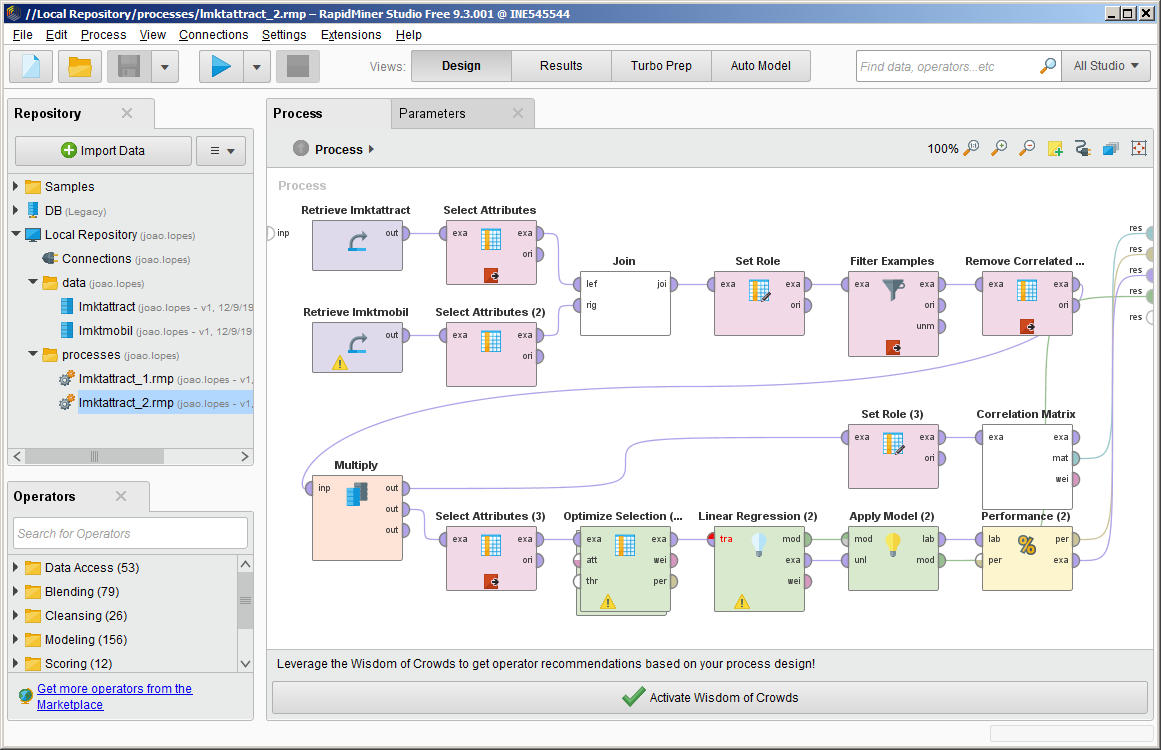 //Local Repository/processes/lmktattract_2.rmp – RapidMiner Studio Free 9.3.001 @ INE545544
File Edit Process View Connections Settings Extensions Help
Views: Design Results Turbo Prep Auto Model Find data, operators...etc All Studio
Repository
Import Data
Samples
DB (Legacy)
Local Repository (joao.lopes)
Connections (joao.lopes)
data (joao.lopes)
lmktattract (joao.lopes - v1, 12/9/19
lmktmobil (joao.lopes - v1, 12/9/19
processes (joao.lopes)
lmktattract_1.rmp (joao.lopes - v1,
lmktattract_2.rmp (joao.lopes - v1,
Operators
Search for Operators
Data Access (53)
Blending (79)
Cleansing (26)
Modeling (156)
Scoring (12)
Get more operators from the
Marketplace
Process Parameters
Process 100%
Process
inp
Retrieve lmktattract
out
Select Attributes
exa exa
ori
Retrieve lmktmobil
out
Select Attributes (2)
exa exa
ori
Join
lef joi
rig
Set Role
exa exa
ori
Filter Examples
exa exa
ori
unm
Remove Correlated ...
exa exa
ori
res
res
res
res
res
Multiply
inp out
out
out
Set Role (3)
exa exa
ori
Correlation Matrix
exa exa
mat
wei
Select Attributes (3)
exa exa
ori
Optimize Selection (...
exa exa
att wei
thr per
Linear Regression (2)
tra mod
exa
wei
Apply Model (2)
mod lab
unl mod
Performance (2)
lab per
per exa
Leverage the Wisdom of Crowds to get operator recommendations based on your process design!
Activate Wisdom of Crowds